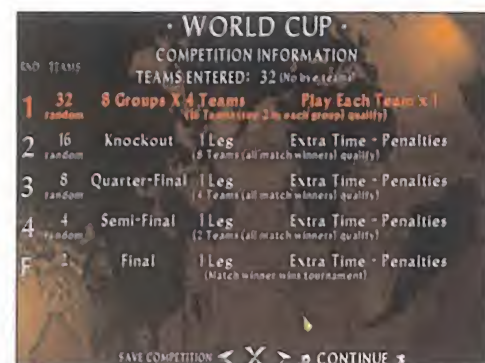 · WORLD CUP ·
COMPETITION INFORMATION
RND TEAMS
TEAMS ENTERED: 32 (No bye teams)
1 32 8 Groups X 4 Teams Play Each Team x 1
random (16 Teams (top 2 in each group) qualify)
2 16 Knockout 1 Leg Extra Time - Penalties
random (8 Teams (all match winners) qualify)
3 8 Quarter-Final 1 Leg Extra Time - Penalties
random (4 Teams (all match winners) qualify)
4 4 Semi-Final 1 Leg Extra Time - Penalties
random (2 Teams (all match winners) qualify)
F 2 Final 1 Leg Extra Time - Penalties
(Match winner wins tournament)
SAVE COMPETITION < X > CONTINUE